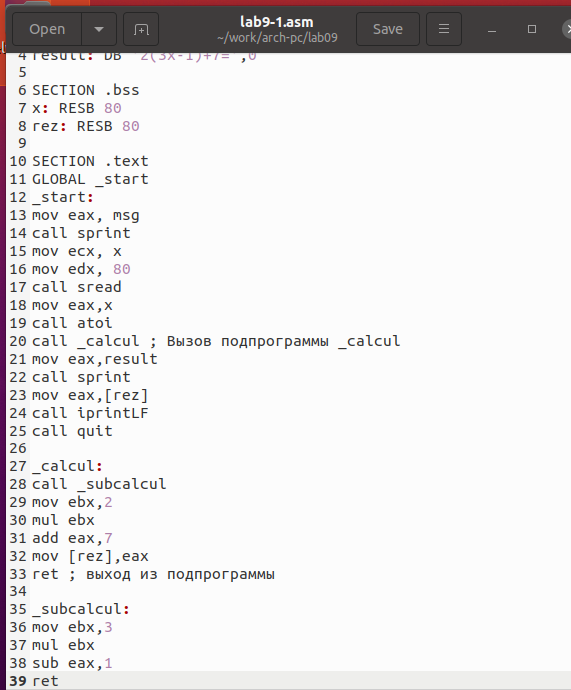 Open
lab9-1.asm
~/work/arch-pc/lab09
Save
4 result: DB '2(3x-1)+7=',0
5
6 SECTION .bss
7 x: RESB 80
8 rez: RESB 80
9
10 SECTION .text
11 GLOBAL _start
12 _start:
13 mov eax, msg
14 call sprint
15 mov ecx, x
16 mov edx, 80
17 call sread
18 mov eax,x
19 call atoi
20 call _calcul ; Вызов подпрограммы _calcul
21 mov eax,result
22 call sprint
23 mov eax,[rez]
24 call iprintLF
25 call quit
26
27 _calcul:
28 call _subcalcul
29 mov ebx,2
30 mul ebx
31 add eax,7
32 mov [rez],eax
33 ret ; выход из подпрограммы
34
35 _subcalcul:
36 mov ebx,3
37 mul ebx
38 sub eax,1
39 ret